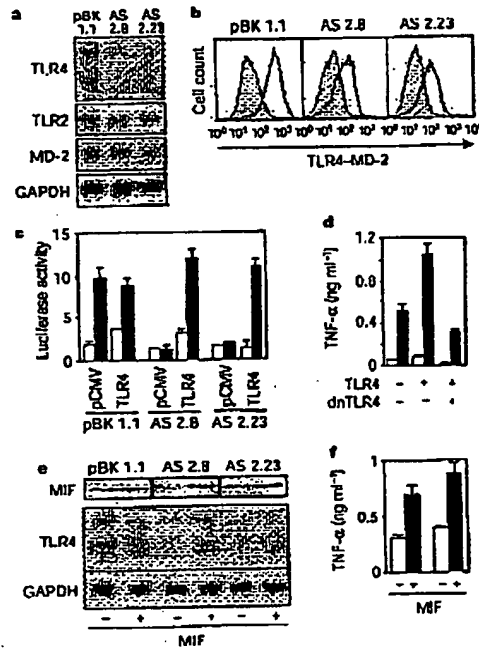 a
pBK 1.1 AS 2.8 AS 2.23
TLR4
TLR2
MD-2
GAPDH
b
pBK 1.1 AS 2.8 AS 2.23
Cell count
10⁰ 10¹ 10² 10³ 10⁰ 10¹ 10² 10³ 10⁰ 10¹ 10² 10³ 10⁴
TLR4–MD-2
c
Luciferase activity
15
10
5
0
pCMV TLR4 pCMV TLR4 pCMV TLR4
pBK 1.1 AS 2.8 AS 2.23
d
TNF-α (ng ml⁻¹)
1.2
0.8
0.4
0
TLR4 – + +
dnTLR4 – – +
e
pBK 1.1 AS 2.8 AS 2.23
MIF
TLR4
GAPDH
– + – + – +
MIF
f
TNF-α (ng ml⁻¹)
1
0.5
0
– + – +
MIF